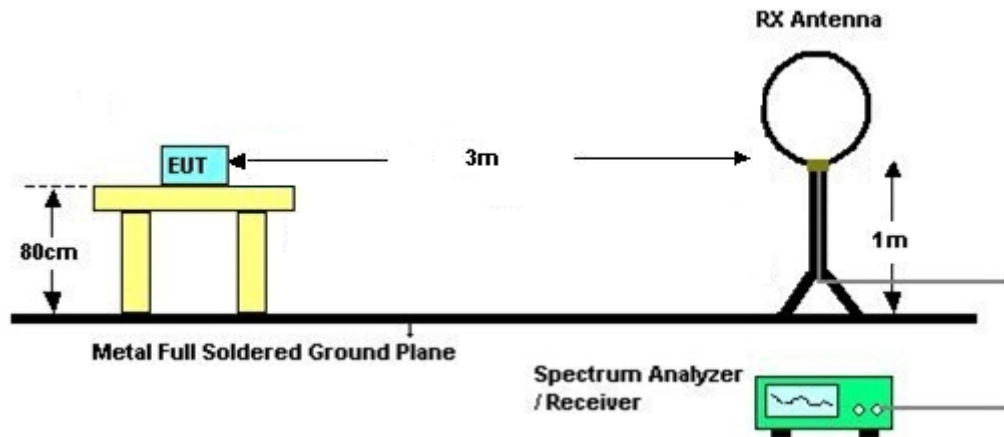 RX Antenna
EUT
3m
80cm
1m
Metal Full Soldered Ground Plane
Spectrum Analyzer
/ Receiver